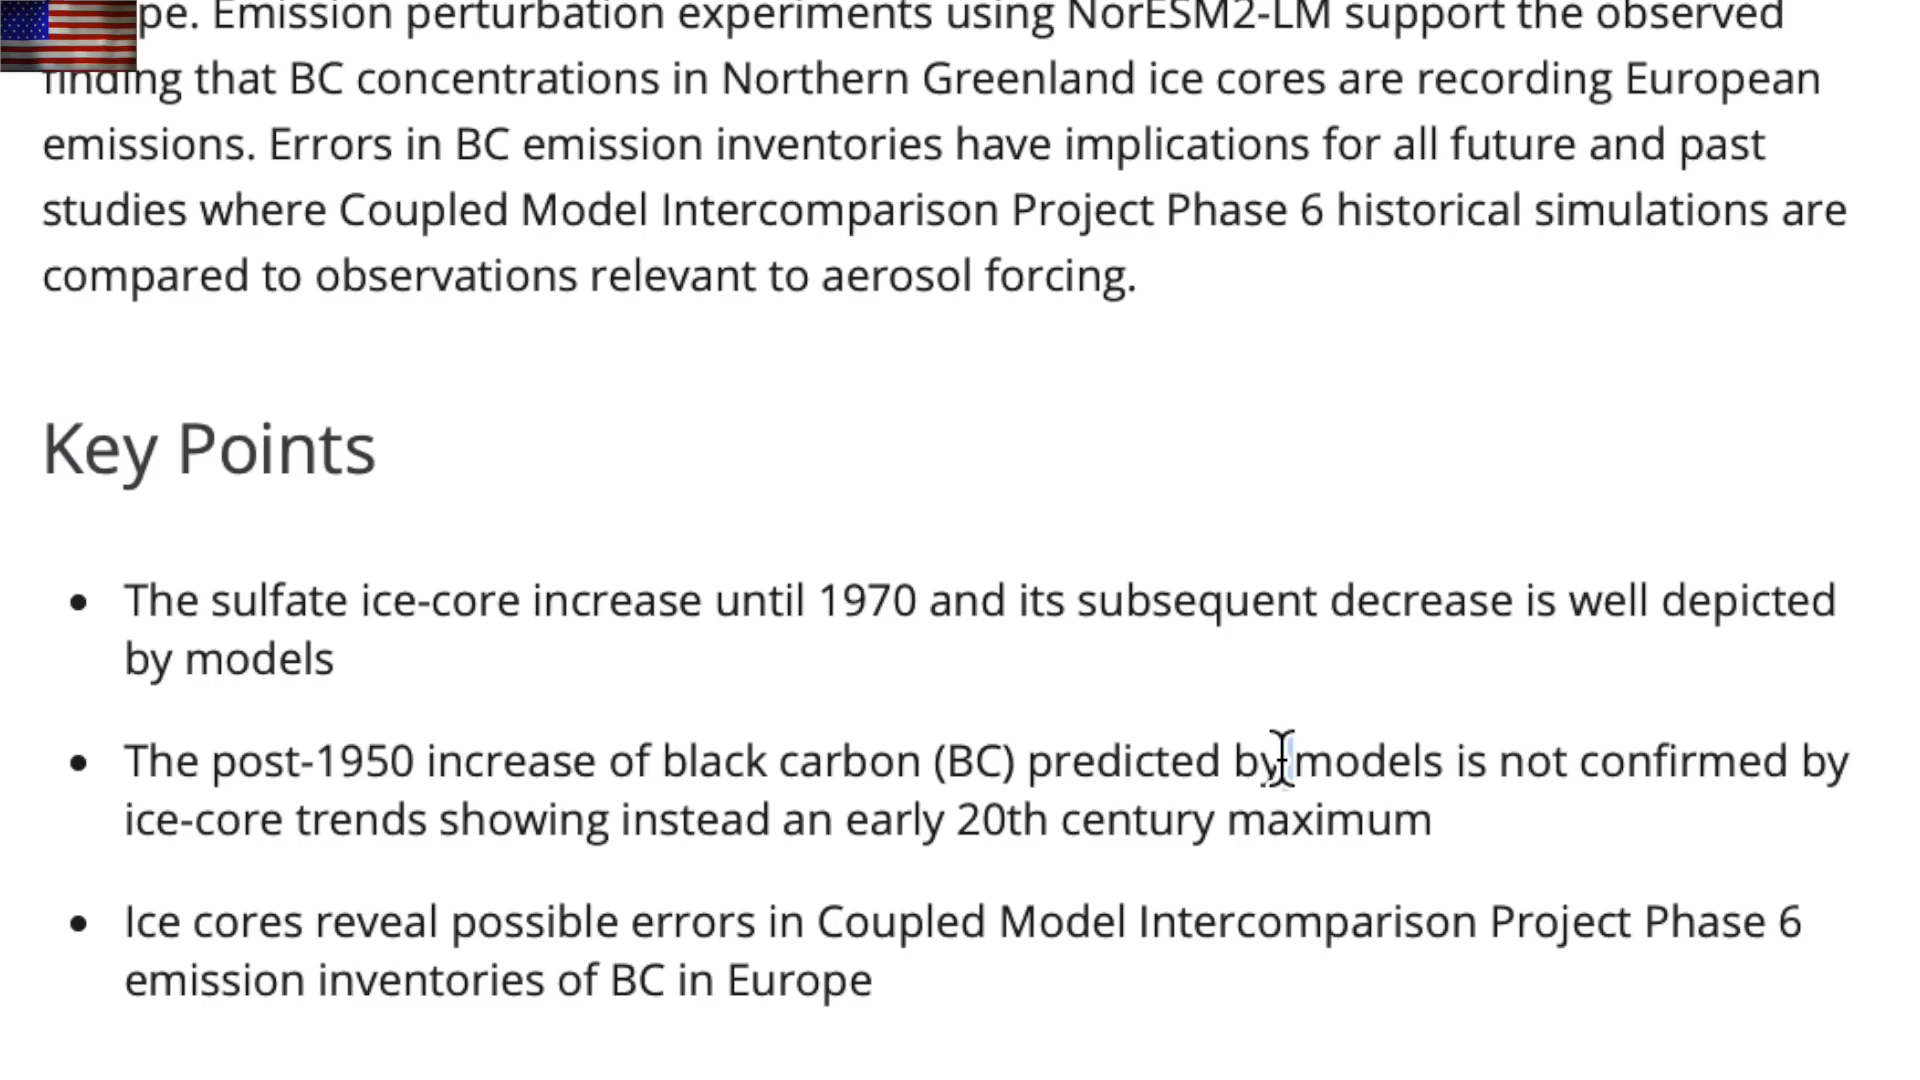 pe. Emission perturbation experiments using NorESM2-LM support the observed
finding that BC concentrations in Northern Greenland ice cores are recording European
emissions. Errors in BC emission inventories have implications for all future and past
studies where Coupled Model Intercomparison Project Phase 6 historical simulations are
compared to observations relevant to aerosol forcing.
Key Points
• The sulfate ice-core increase until 1970 and its subsequent decrease is well depicted
by models
• The post-1950 increase of black carbon (BC) predicted by models is not confirmed by
ice-core trends showing instead an early 20th century maximum
• Ice cores reveal possible errors in Coupled Model Intercomparison Project Phase 6
emission inventories of BC in Europe